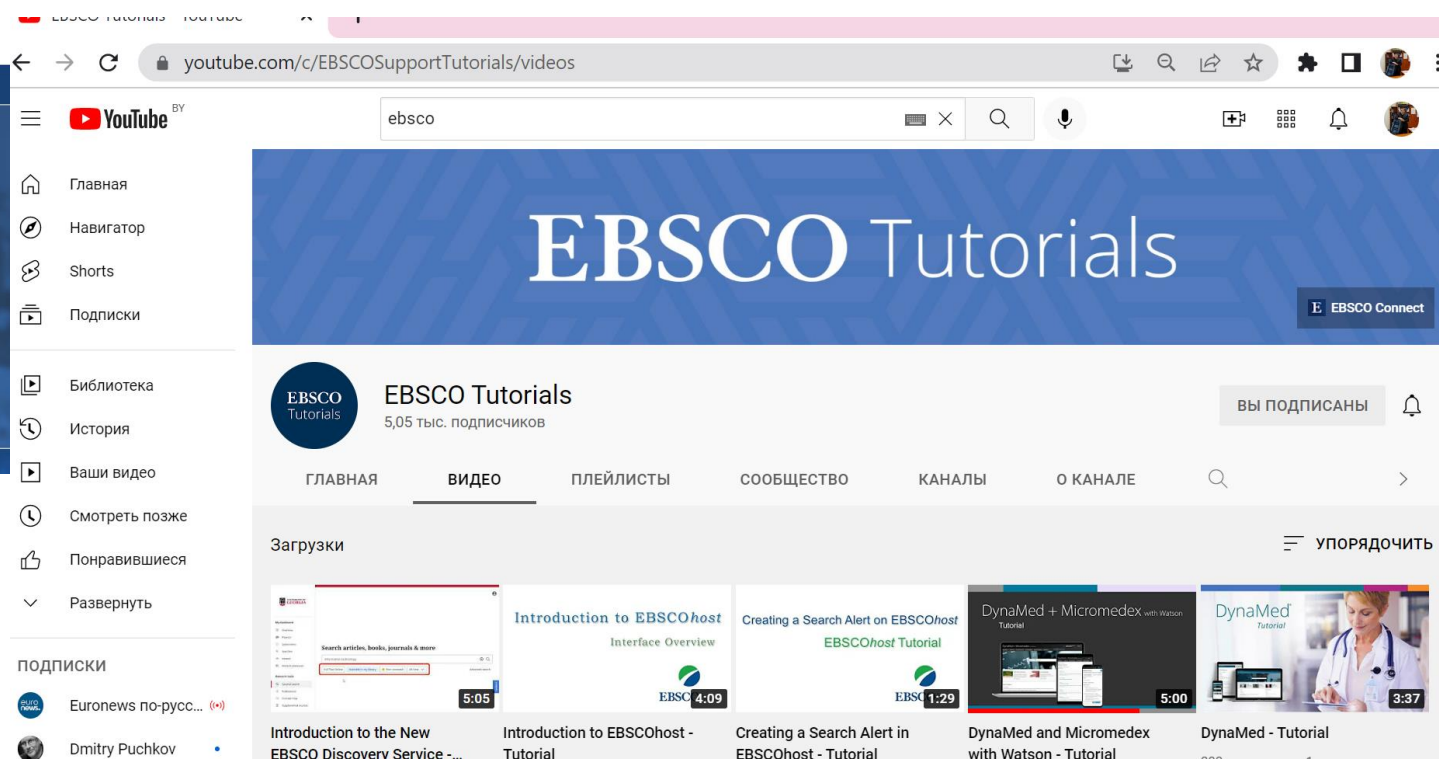 EBSCO Tutorials - YouTube
youtube.com/c/EBSCOSupportTutorials/videos
YouTube BY
ebsco
Главная
Навигатор
Shorts
Подписки
Библиотека
История
Ваши видео
Смотреть позже
Понравившиеся
Развернуть
ПОДПИСКИ
Euronews по-русс...
Dmitry Puchkov
EBSCO Tutorials
E EBSCO Connect
EBSCO
Tutorials
EBSCO Tutorials
5,05 тыс. подписчиков
ВЫ ПОДПИСАНЫ
ГЛАВНАЯ ВИДЕО ПЛЕЙЛИСТЫ СООБЩЕСТВО КАНАЛЫ О КАНАЛЕ
Загрузки
УПОРЯДОЧИТЬ
Search articles, books, journals & more
5:05
Introduction to the New
EBSCO Discovery Service -...
Introduction to EBSCOhost
Interface Overview
4:09
Introduction to EBSCOhost -
Tutorial
Creating a Search Alert on EBSCOhost
EBSCOhost Tutorial
1:29
Creating a Search Alert in
EBSCOhost - Tutorial
DynaMed + Micromedex with Watson
Tutorial
5:00
DynaMed and Micromedex
with Watson - Tutorial
DynaMed
Tutorial
3:37
DynaMed - Tutorial